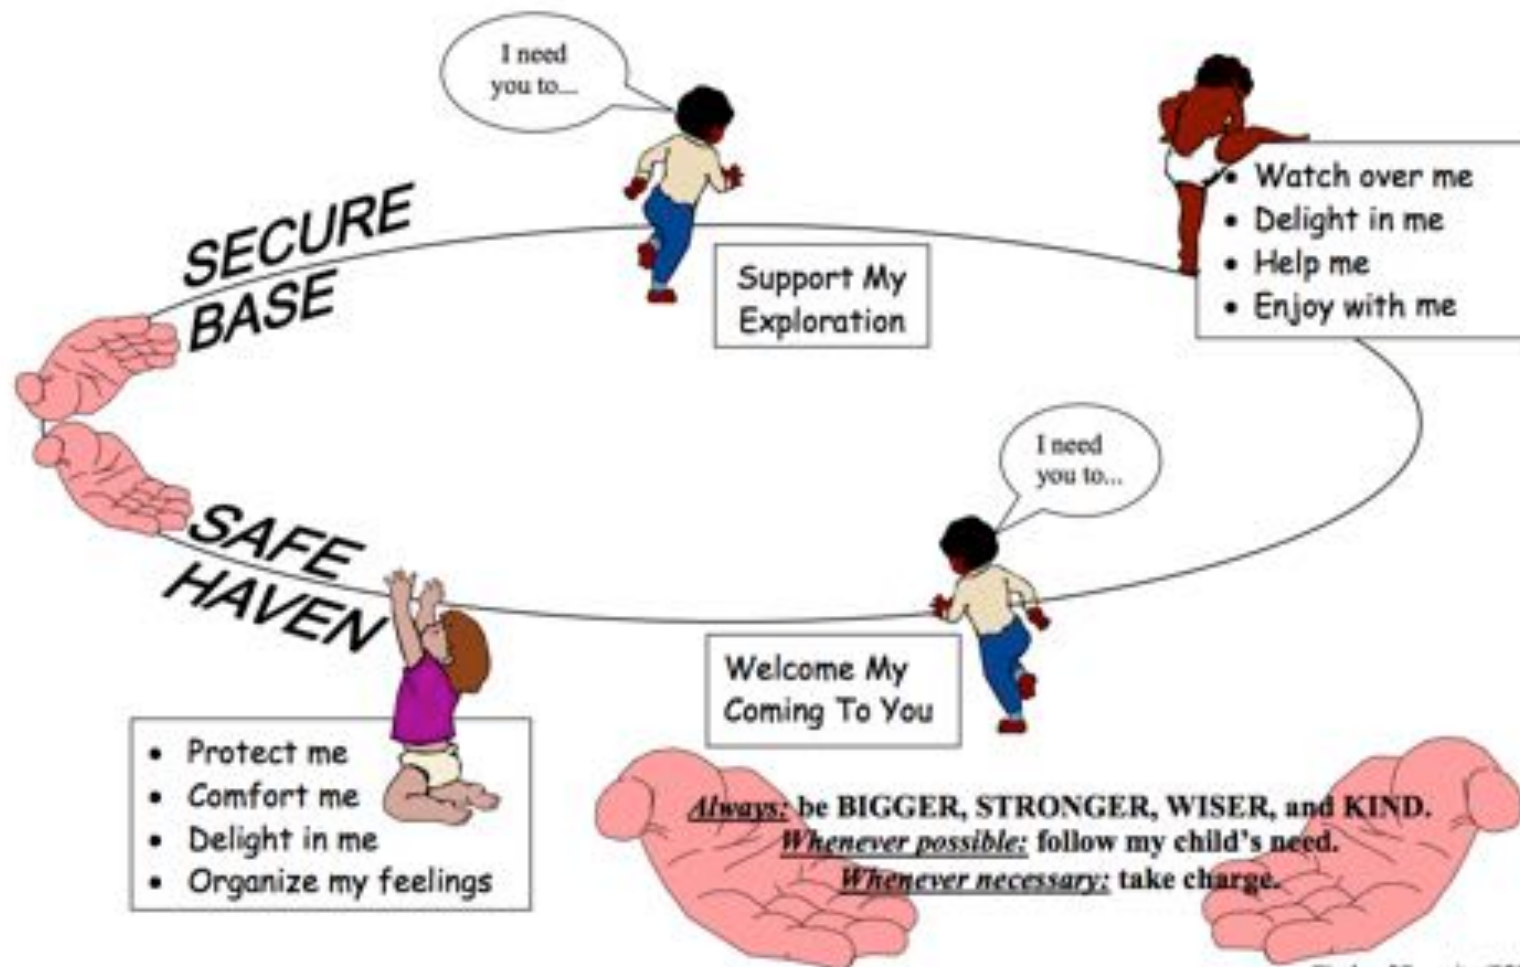 I need
you to...
SECURE
BASE
Support My
Exploration
• Watch over me
• Delight in me
• Help me
• Enjoy with me
I need
you to...
SAFE
HAVEN
Welcome My
Coming To You
• Protect me
• Comfort me
• Delight in me
• Organize my feelings
Always: be BIGGER, STRONGER, WISER, and KIND.
Whenever possible: follow my child's need.
Whenever necessary: take charge.